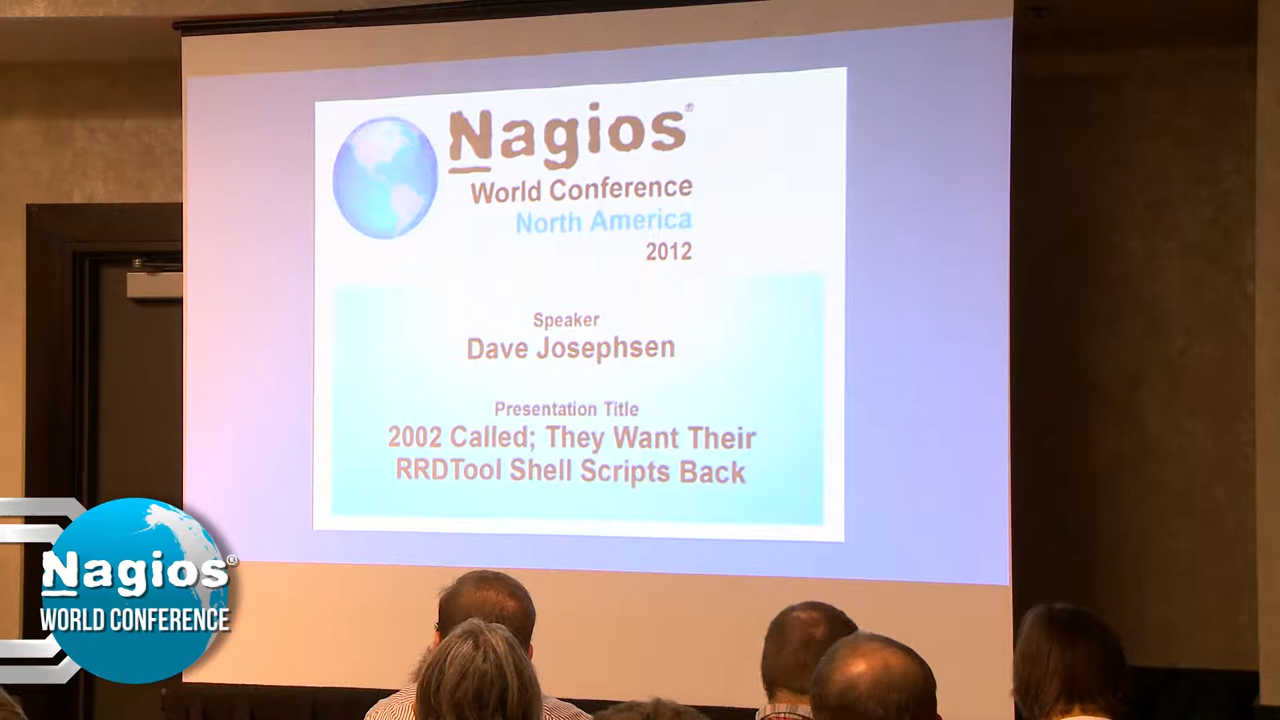 Nagios®
World Conference
North America
2012
Speaker
Dave Josephsen
Presentation Title
2002 Called; They Want Their
RRDTool Shell Scripts Back
Nagios®
WORLD CONFERENCE